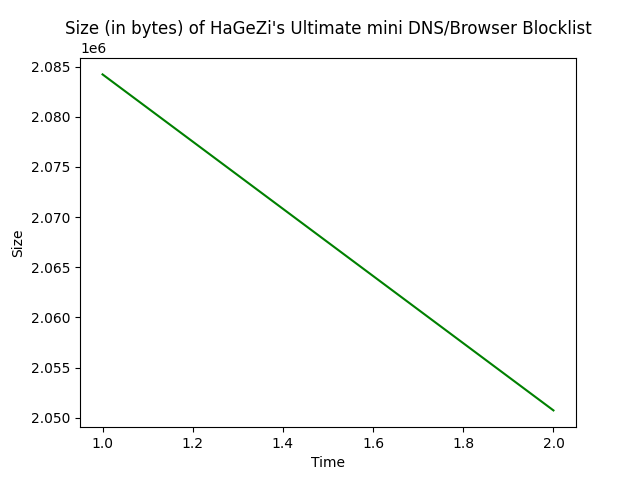 Size (in bytes) of HaGeZi's Ultimate mini DNS/Browser Blocklist
1e6
2.085
2.080
2.075
2.070
2.065
2.060
2.055
2.050
Size
1.0 1.2 1.4 1.6 1.8 2.0
Time